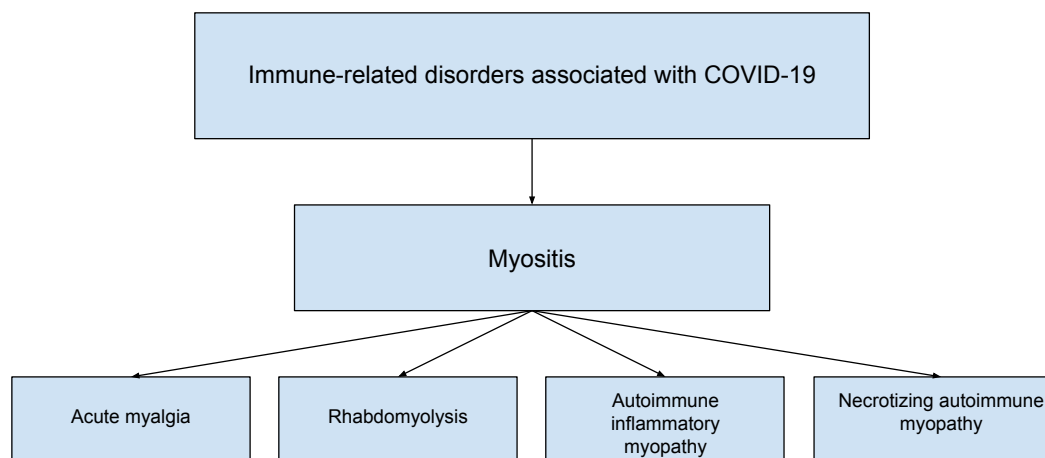 Immune-related disorders associated with COVID-19
Myositis
Acute myalgia
Rhabdomyolysis
Autoimmune
inflammatory
myopathy
Necrotizing autoimmune
myopathy